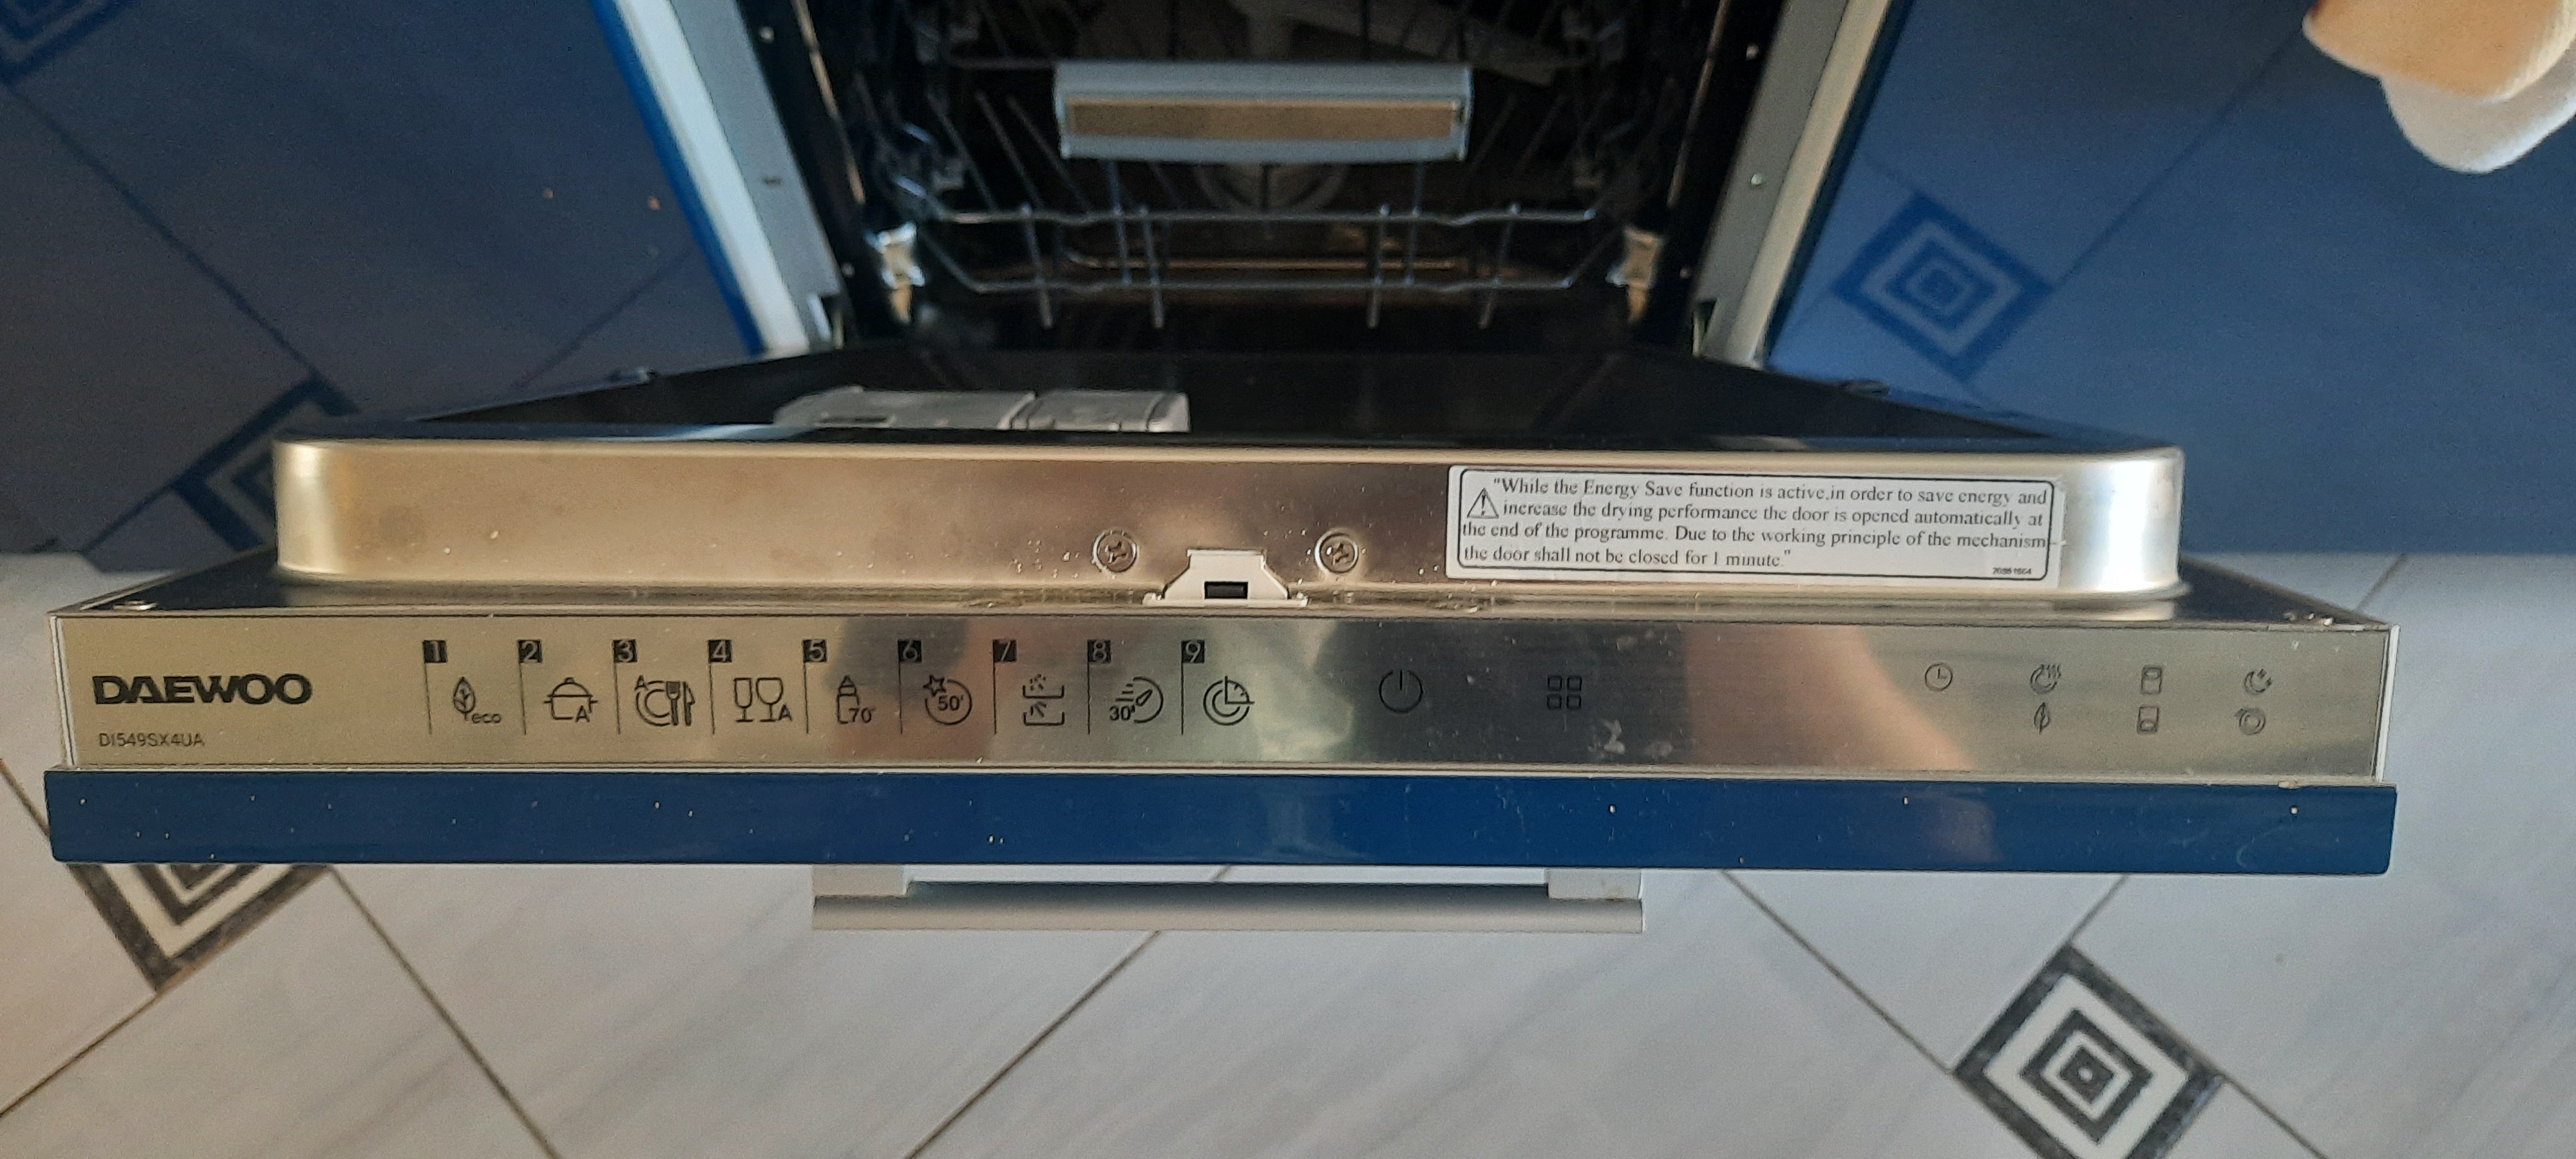 "While the Energy Save function is active,in order to save energy and
increase the drying performance the door is opened automatically at
the end of the programme. Due to the working principle of the mechanism
the door shall not be closed for 1 minute."
1 2 3 4 5 6 7 8 9
DAEWOO
eco A A A 70° 50' 30'
DI549SX4UA